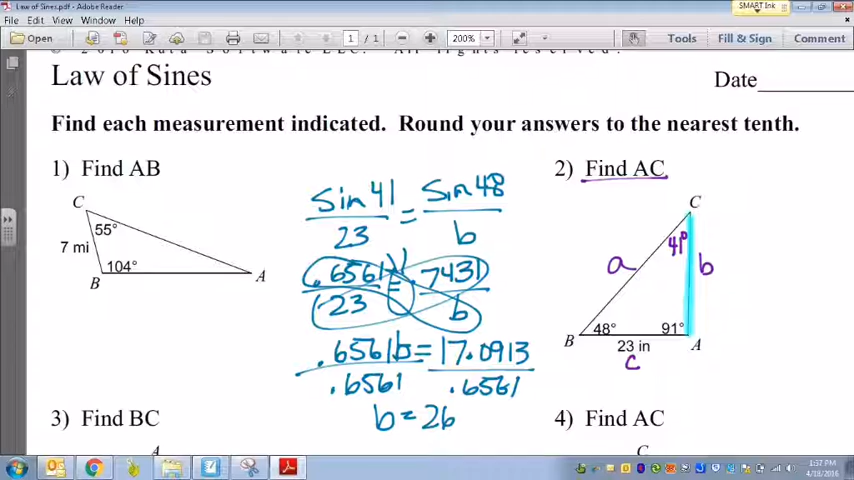 Law of Sines.pdf - Adobe Reader
SMART Ink
File Edit View Window Help
Open 1 / 1 200% Tools Fill & Sign Comment
Law of Sines
Date
Find each measurement indicated. Round your answers to the nearest tenth.
1) Find AB
C
55°
7 mi
104°
B
A
Sin 41 = Sin 48
23 b
.6561 = .7431
23 b
.6561b = 17.0913
.6561 .6561
b = 26
2) Find AC
C
41°
a
b
48°
91°
B
23 in
A
c
3) Find BC
A
4) Find AC
C
1:37 PM
4/18/2016